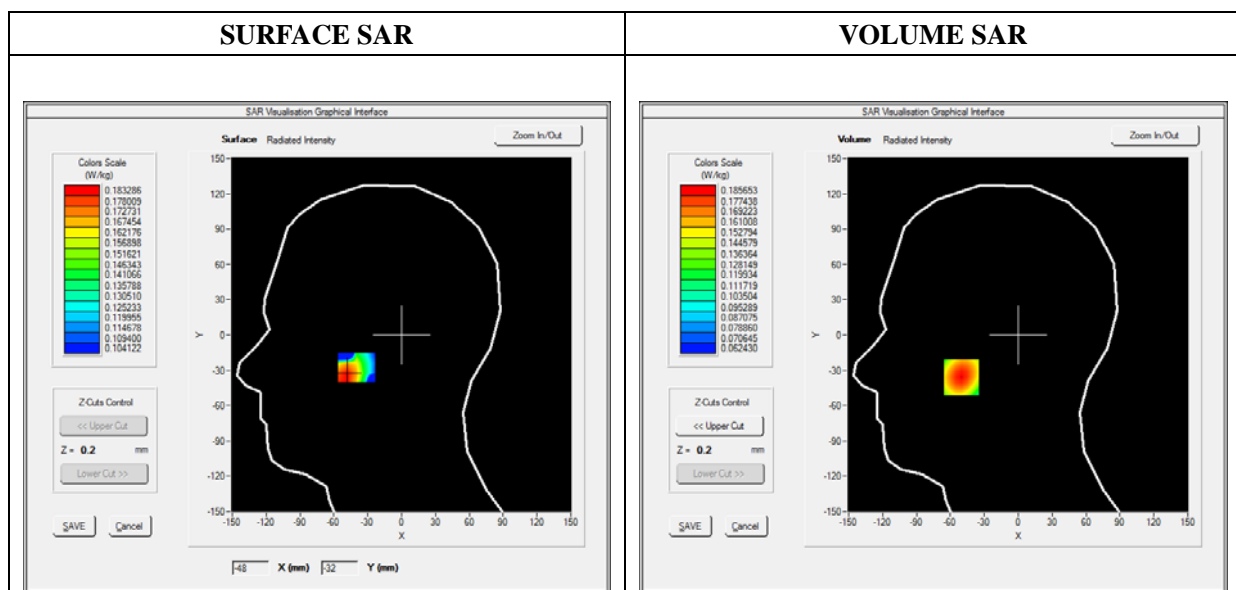 SURFACE SAR
VOLUME SAR
SAR Visualisation Graphical Interface
Surface Radiated Intensity
Zoom In/Out
Colors Scale
(W/kg)
0.183286
0.178009
0.172731
0.167454
0.162176
0.156898
0.151621
0.146343
0.141066
0.135788
0.130510
0.125233
0.119955
0.114678
0.109400
0.104122
150
120
90
60
30
0
-30
-60
-90
-120
-150
Y
-150 -120 -90 -60 -30 0 30 60 90 120 150
X
Z-Cuts Control
<< Upper Cut
Z = 0.2 mm
Lower Cut >>
SAVE Cancel
-48 X (mm) -32 Y (mm)
SAR Visualisation Graphical Interface
Volume Radiated Intensity
Zoom In/Out
Colors Scale
(W/kg)
0.185653
0.177438
0.169223
0.161008
0.152794
0.144579
0.136364
0.128149
0.119934
0.111719
0.103504
0.095289
0.087075
0.078860
0.070645
0.062430
150
120
90
60
30
0
-30
-60
-90
-120
-150
Y
-150 -120 -90 -60 -30 0 30 60 90 120 150
X
Z-Cuts Control
<< Upper Cut
Z = 0.2 mm
Lower Cut >>
SAVE Cancel